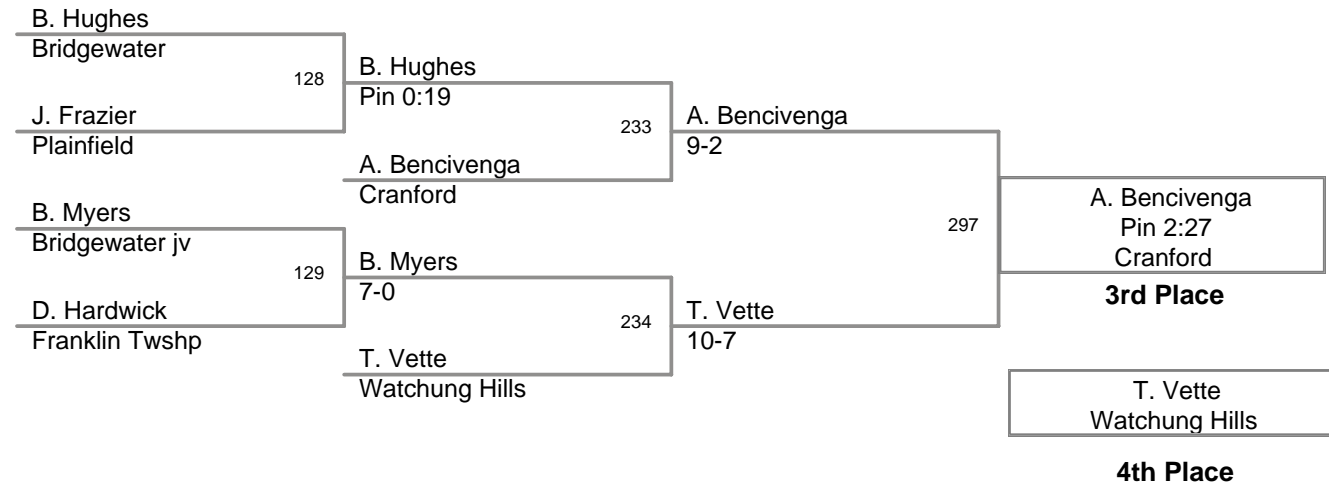 B. Hughes
Bridgewater
128
J. Frazier
Plainfield
B. Myers
Bridgewater jv
129
D. Hardwick
Franklin Twshp
B. Hughes
Pin 0:19
233
A. Bencivenga
Cranford
B. Myers
7-0
234
T. Vette
Watchung Hills
A. Bencivenga
9-2
297
T. Vette
10-7
A. Bencivenga
Pin 2:27
Cranford
3rd Place
T. Vette
Watchung Hills
4th Place